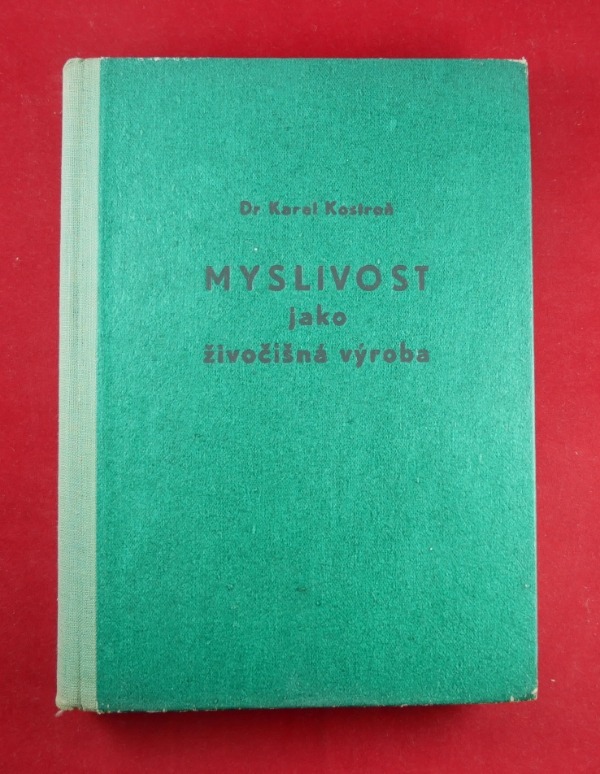 Dr Karel Kostroň
MYSLIVOST
jako
živočišná výroba